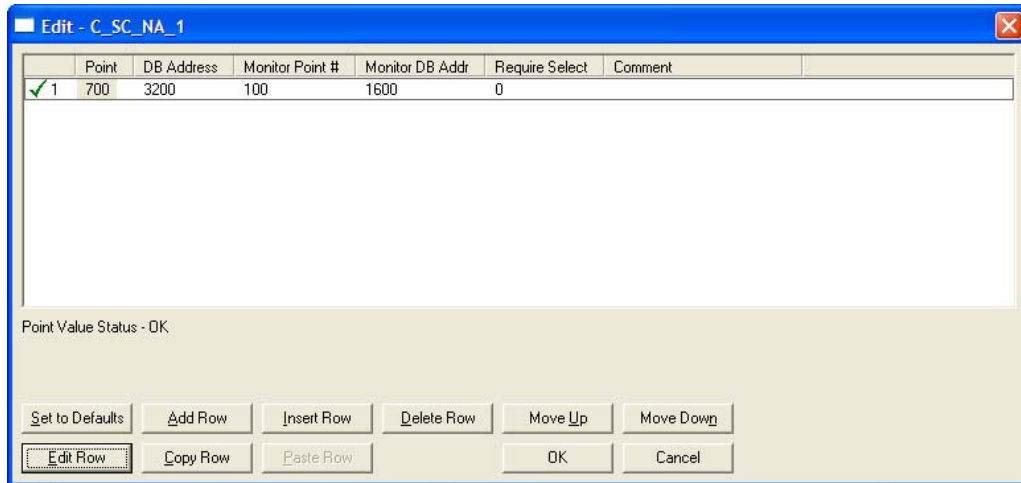 Edit - C_SC_NA_1
Point DB Address Monitor Point # Monitor DB Addr Require Select Comment
1 700 3200 100 1600 0
Point Value Status - OK
Set to Defaults Add Row Insert Row Delete Row Move Up Move Down
Edit Row Copy Row Paste Row OK Cancel